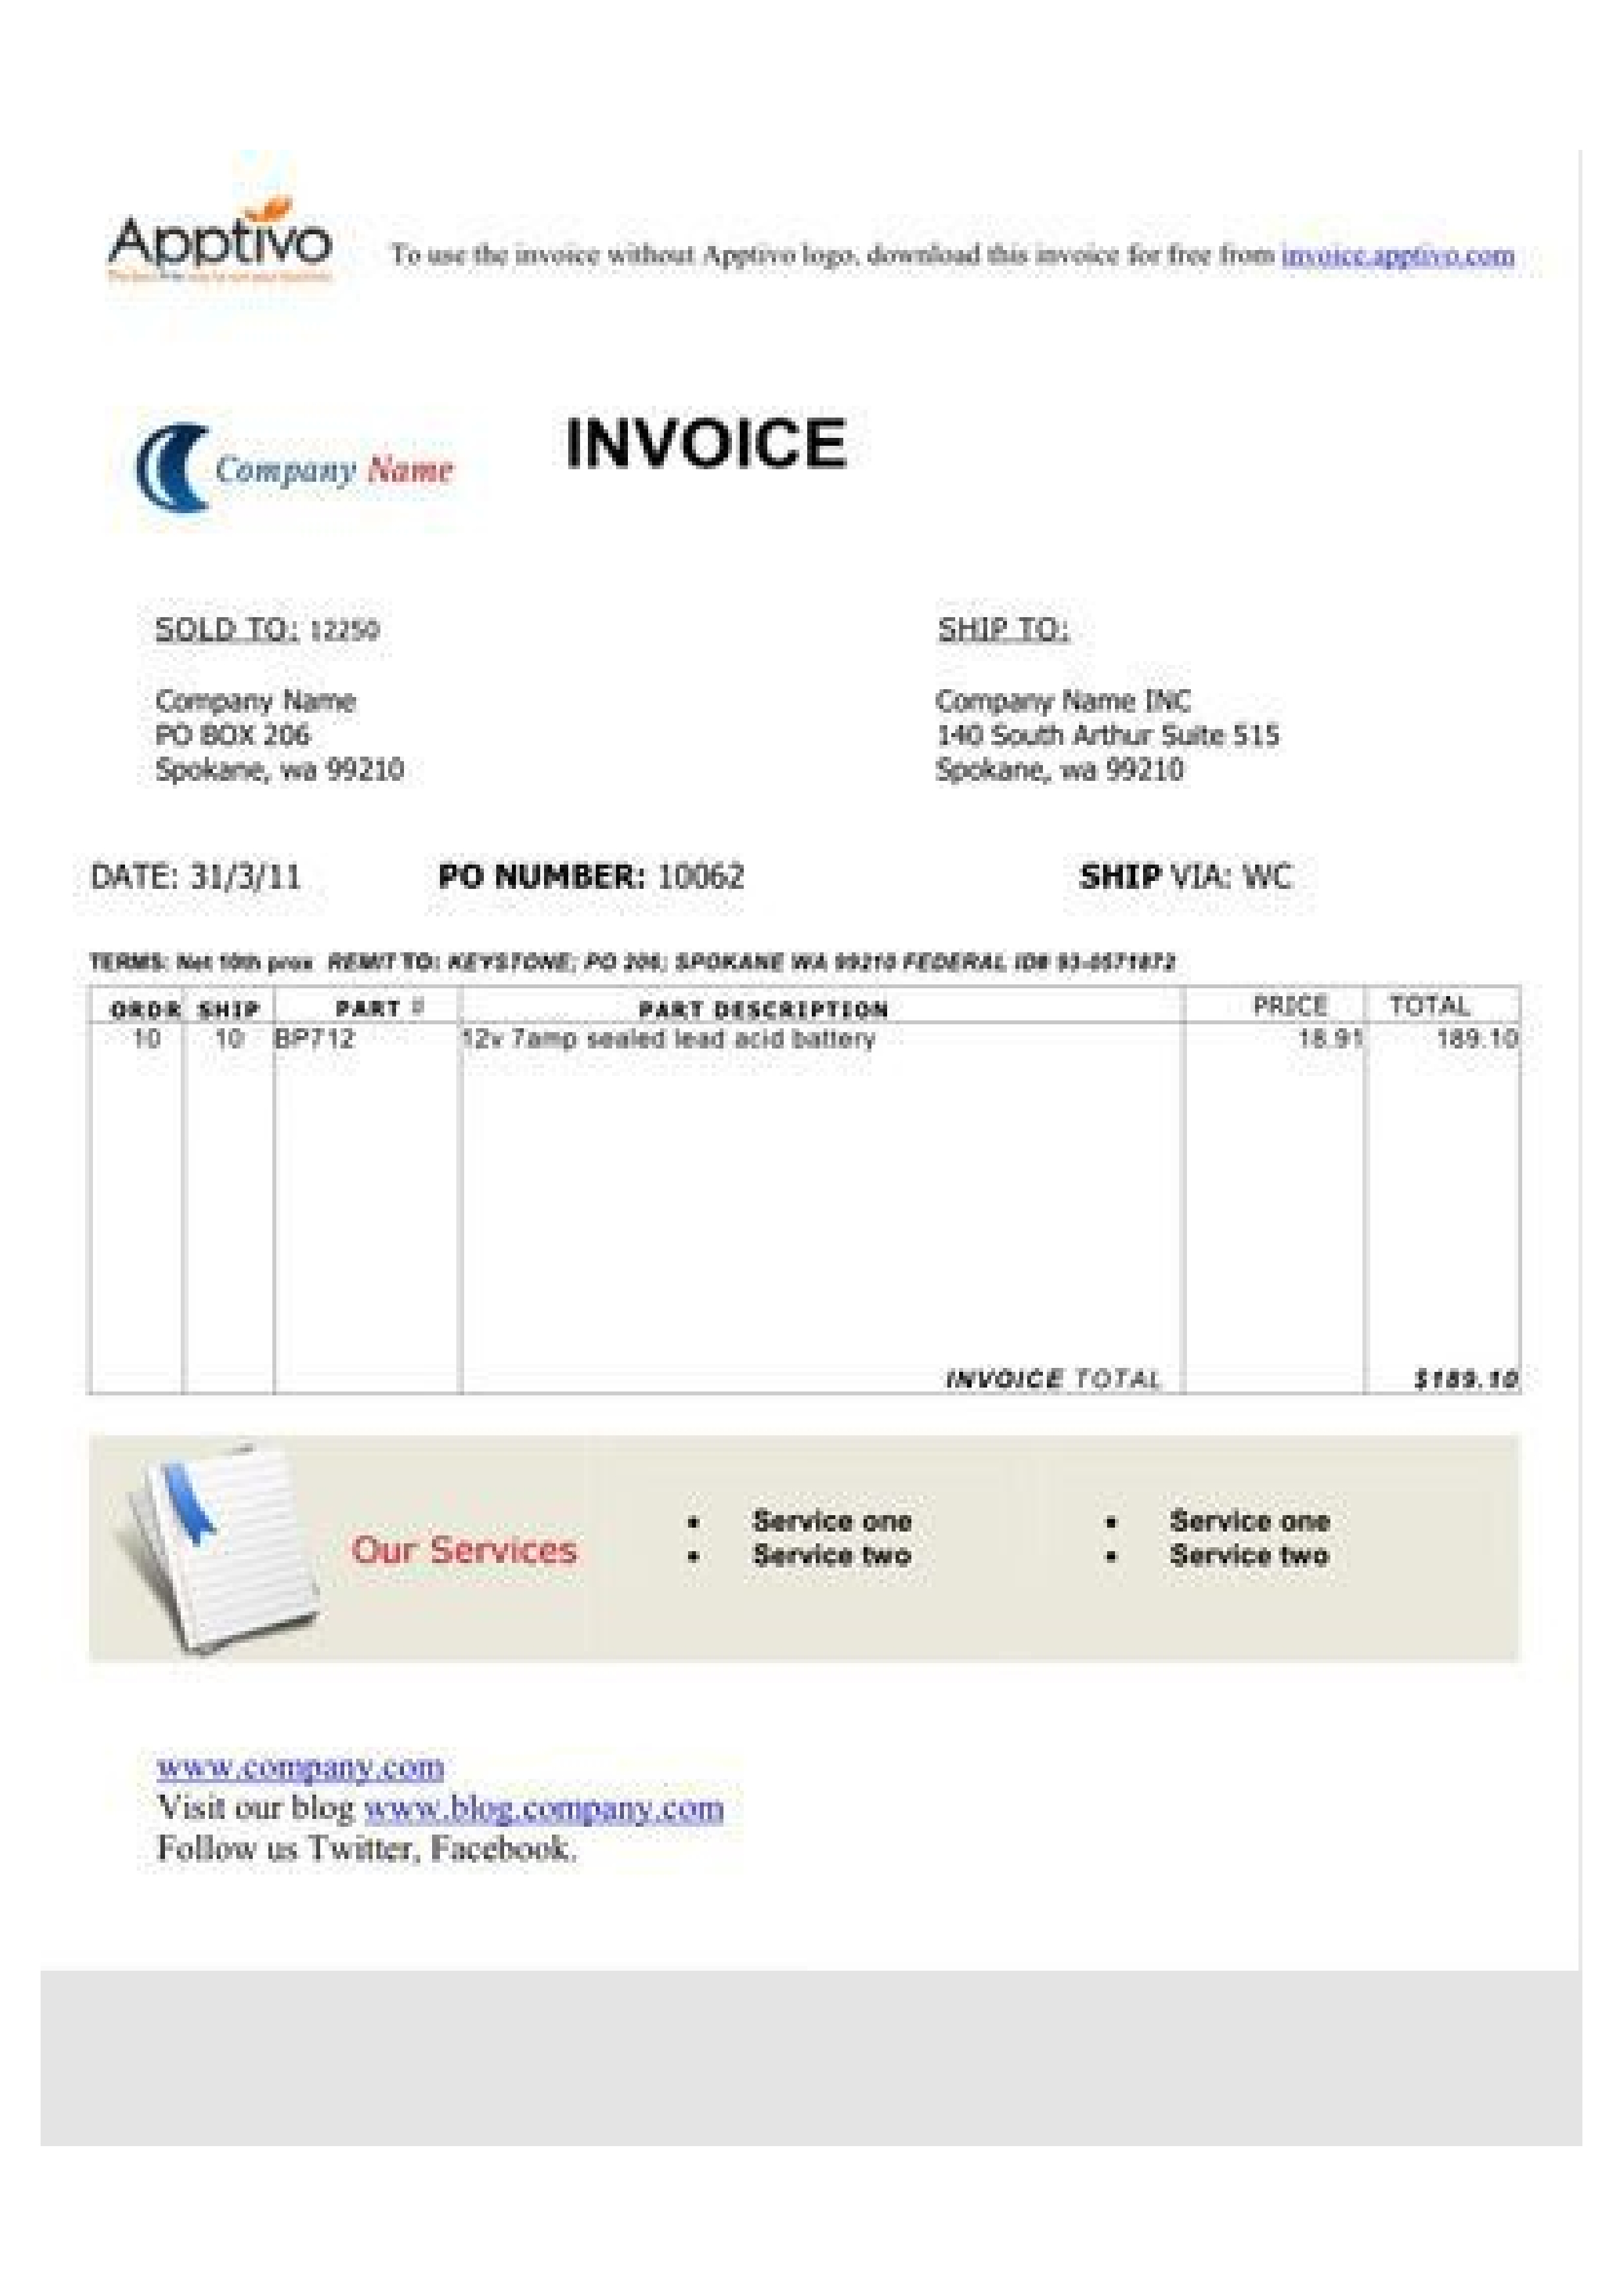 Apptivo
To use the invoice without Apptivo logo, download this invoice for free from invoice.apptivo.com
Company Name
INVOICE
SOLD TO: 12250
Company Name
PO BOX 206
Spokane, wa 99210
SHIP TO:
Company Name INC
140 South Arthur Suite 515
Spokane, wa 99210
DATE: 31/3/11 PO NUMBER: 10062 SHIP VIA: WC
TERMS: Net 10th prox REMIT TO: KEYSTONE; PO 206; SPOKANE WA 99210 FEDERAL ID# 93-0571872
ORDR SHIP PART # PART DESCRIPTION PRICE TOTAL
10 10 BP712 12v 7amp sealed lead acid battery 18.91 189.10
INVOICE TOTAL $189.10
Our Services
• Service one
• Service two
• Service one
• Service two
www.company.com
Visit our blog www.blog.company.com
Follow us Twitter, Facebook.